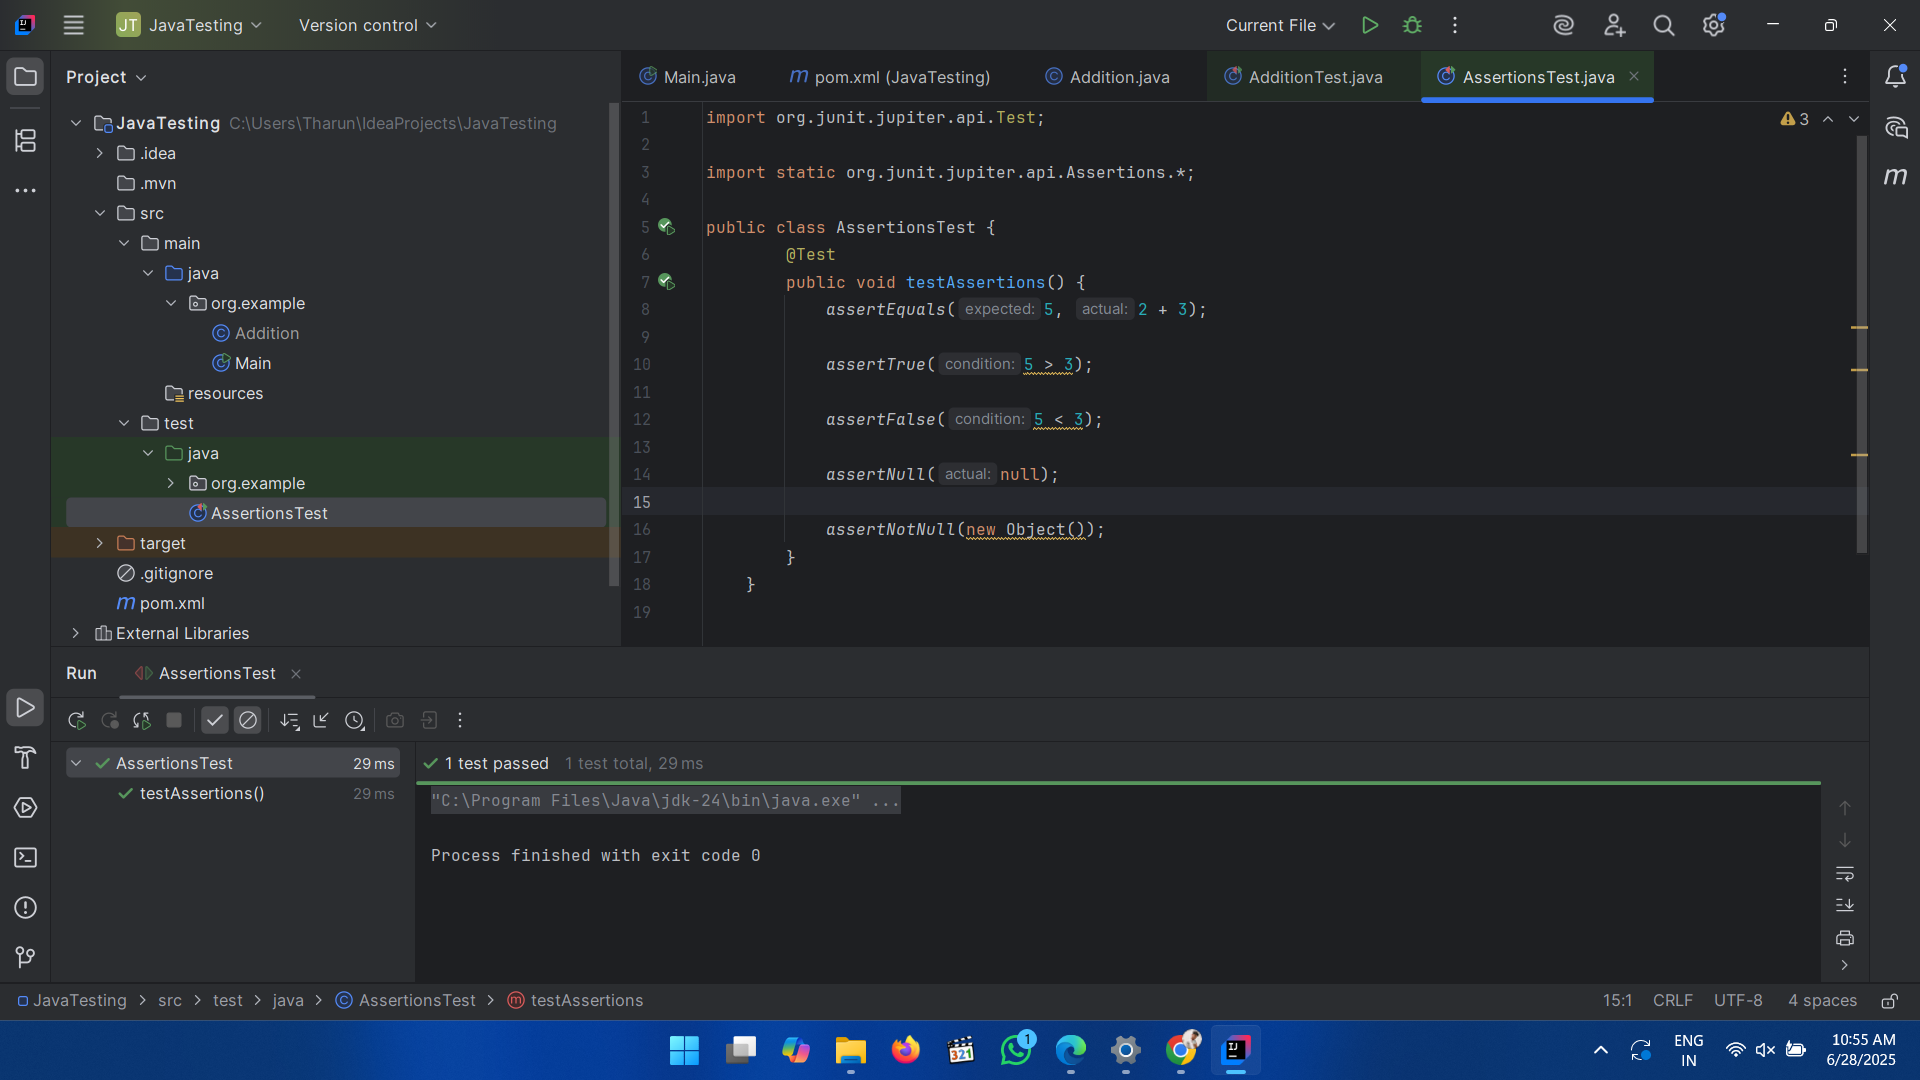 JT JavaTesting Version control Current File
Project
Main.java pom.xml (JavaTesting) Addition.java AdditionTest.java AssertionsTest.java
JavaTesting C:\Users\Tharun\IdeaProjects\JavaTesting
.idea
.mvn
src
main
java
org.example
Addition
Main
resources
test
java
org.example
AssertionsTest
target
.gitignore
pom.xml
External Libraries
3
1 import org.junit.jupiter.api.Test;
2
3 import static org.junit.jupiter.api.Assertions.*;
4
5 public class AssertionsTest {
6 @Test
7 public void testAssertions() {
8 assertEquals( expected: 5, actual: 2 + 3);
9
10 assertTrue( condition: 5 > 3);
11
12 assertFalse( condition: 5 < 3);
13
14 assertNull( actual: null);
15
16 assertNotNull(new Object());
17 }
18 }
19
Run AssertionsTest
AssertionsTest 29 ms
testAssertions() 29 ms
1 test passed 1 test total, 29 ms
"C:\Program Files\Java\jdk-24\bin\java.exe" ...
Process finished with exit code 0
JavaTesting > src > test > java > AssertionsTest > testAssertions
15:1 CRLF UTF-8 4 spaces
321
1
IJ
ENG
IN
10:55 AM
6/28/2025